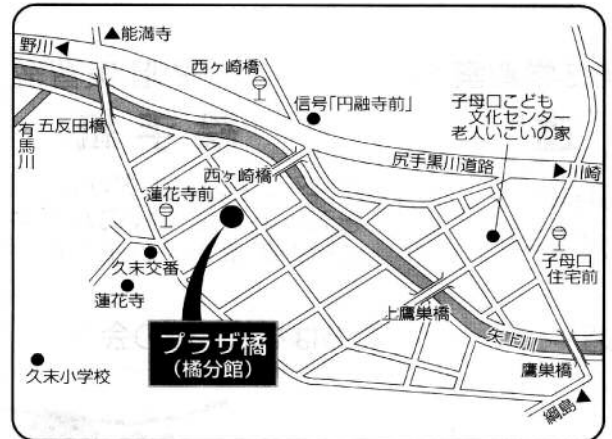 ▲能満寺
野川◀
西ヶ崎橋
信号「円融寺前」
子母口こども
文化センター
老人いこいの家
有馬川
五反田橋
西ヶ崎橋
尻手黒川道路
▶川崎
蓮花寺前
久末交番
蓮花寺
子母口
住宅前
上鷹巣橋
矢上川
プラザ橘
(橘分館)
久末小学校
鷹巣橋
綱島▲